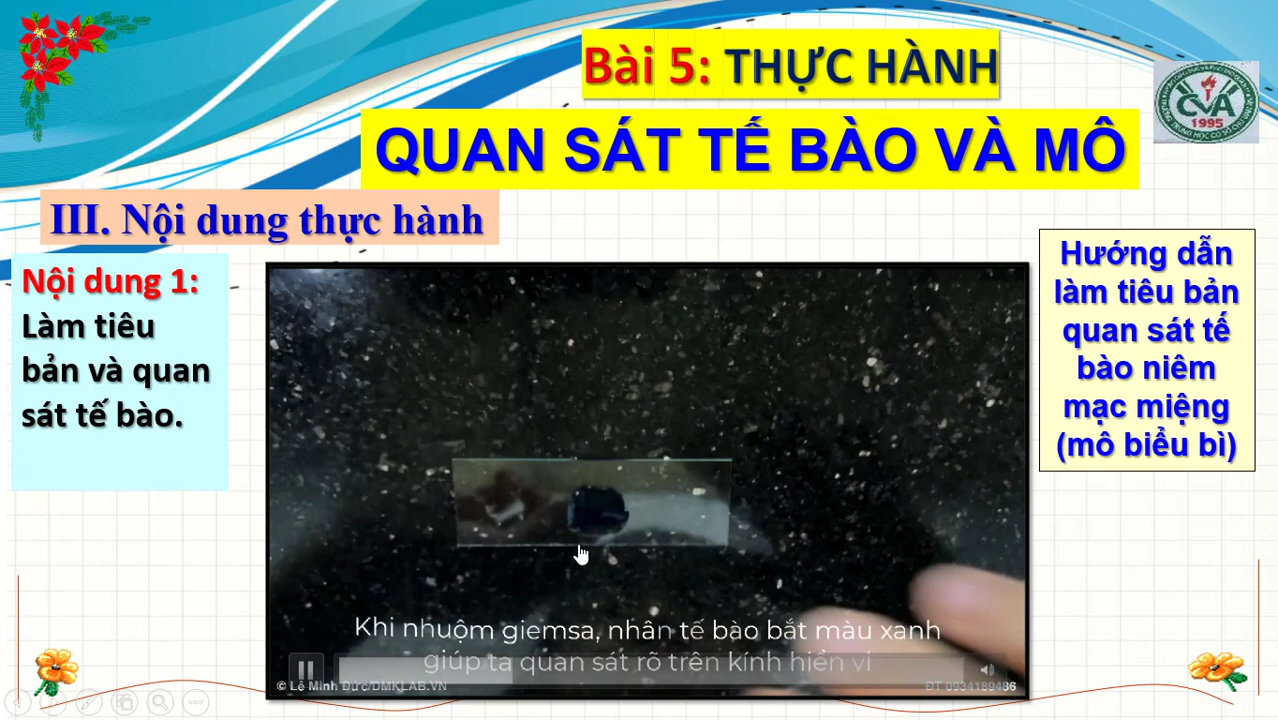 Bài 5: THỰC HÀNH
QUAN SÁT TẾ BÀO VÀ MÔ
CVA
1995
III. Nội dung thực hành
Nội dung 1:
Làm tiêu
bản và quan
sát tế bào.
Hướng dẫn
làm tiêu bản
quan sát tế
bào niêm
mạc miệng
(mô biểu bì)
Khi nhuộm giemsa, nhân tế bào bắt màu xanh
giúp ta quan sát rõ trên kính hiển vi
© Lê Minh Đức/DMKLAB.VN
ĐT 0934189486